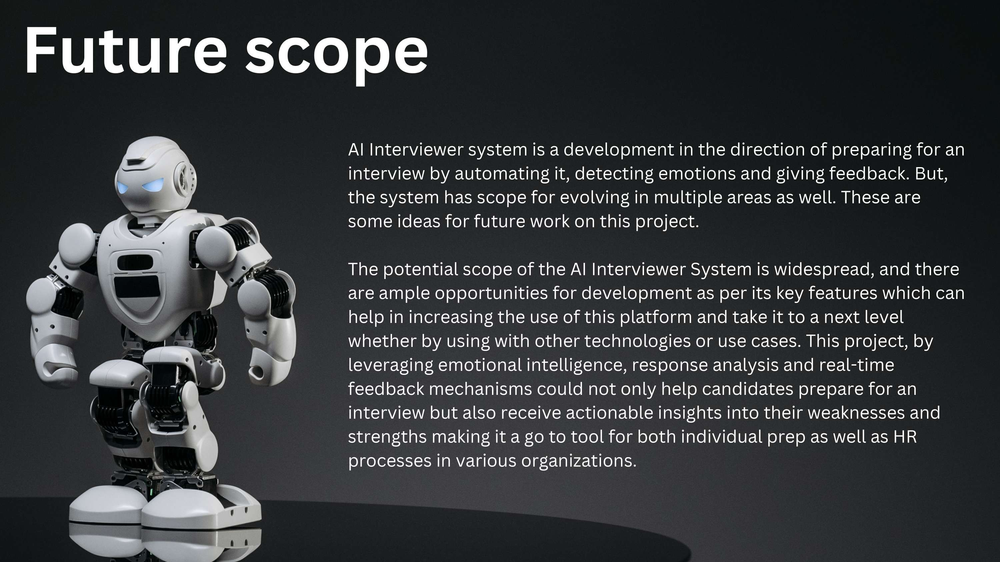 Future scope
AI Interviewer system is a development in the direction of preparing for an
interview by automating it, detecting emotions and giving feedback. But,
the system has scope for evolving in multiple areas as well. These are
some ideas for future work on this project.
The potential scope of the AI Interviewer System is widespread, and there
are ample opportunities for development as per its key features which can
help in increasing the use of this platform and take it to a next level
whether by using with other technologies or use cases. This project, by
leveraging emotional intelligence, response analysis and real-time
feedback mechanisms could not only help candidates prepare for an
interview but also receive actionable insights into their weaknesses and
strengths making it a go to tool for both individual prep as well as HR
processes in various organizations.